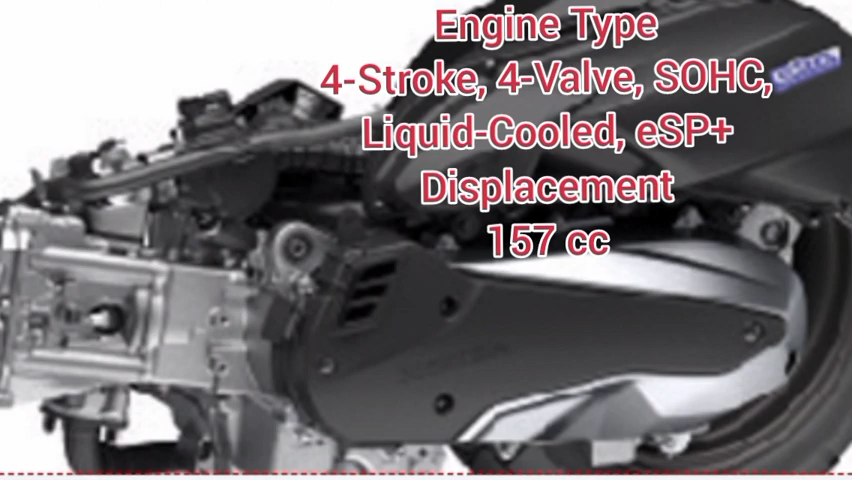 Engine Type
4-Stroke, 4-Valve, SOHC,
Liquid-Cooled, eSP+
Displacement
157 cc